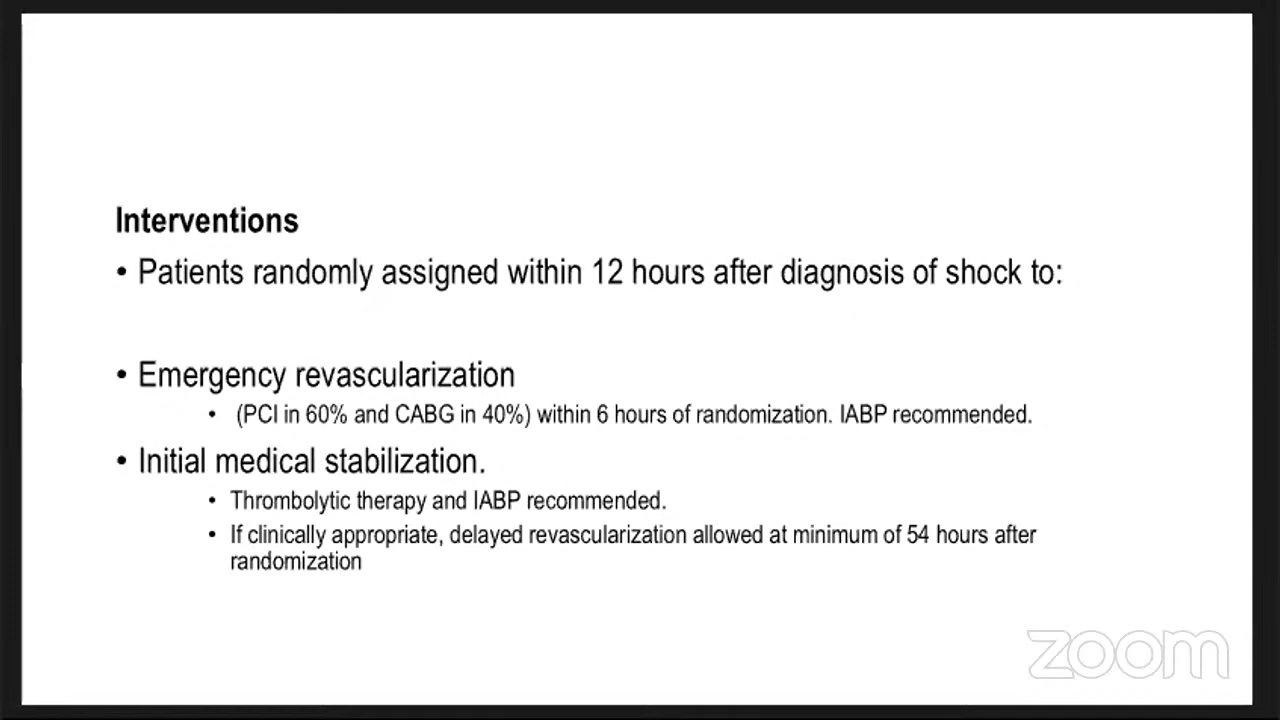 Interventions
• Patients randomly assigned within 12 hours after diagnosis of shock to:
• Emergency revascularization
• (PCI in 60% and CABG in 40%) within 6 hours of randomization. IABP recommended.
• Initial medical stabilization.
• Thrombolytic therapy and IABP recommended.
• If clinically appropriate, delayed revascularization allowed at minimum of 54 hours after
randomization
zoom